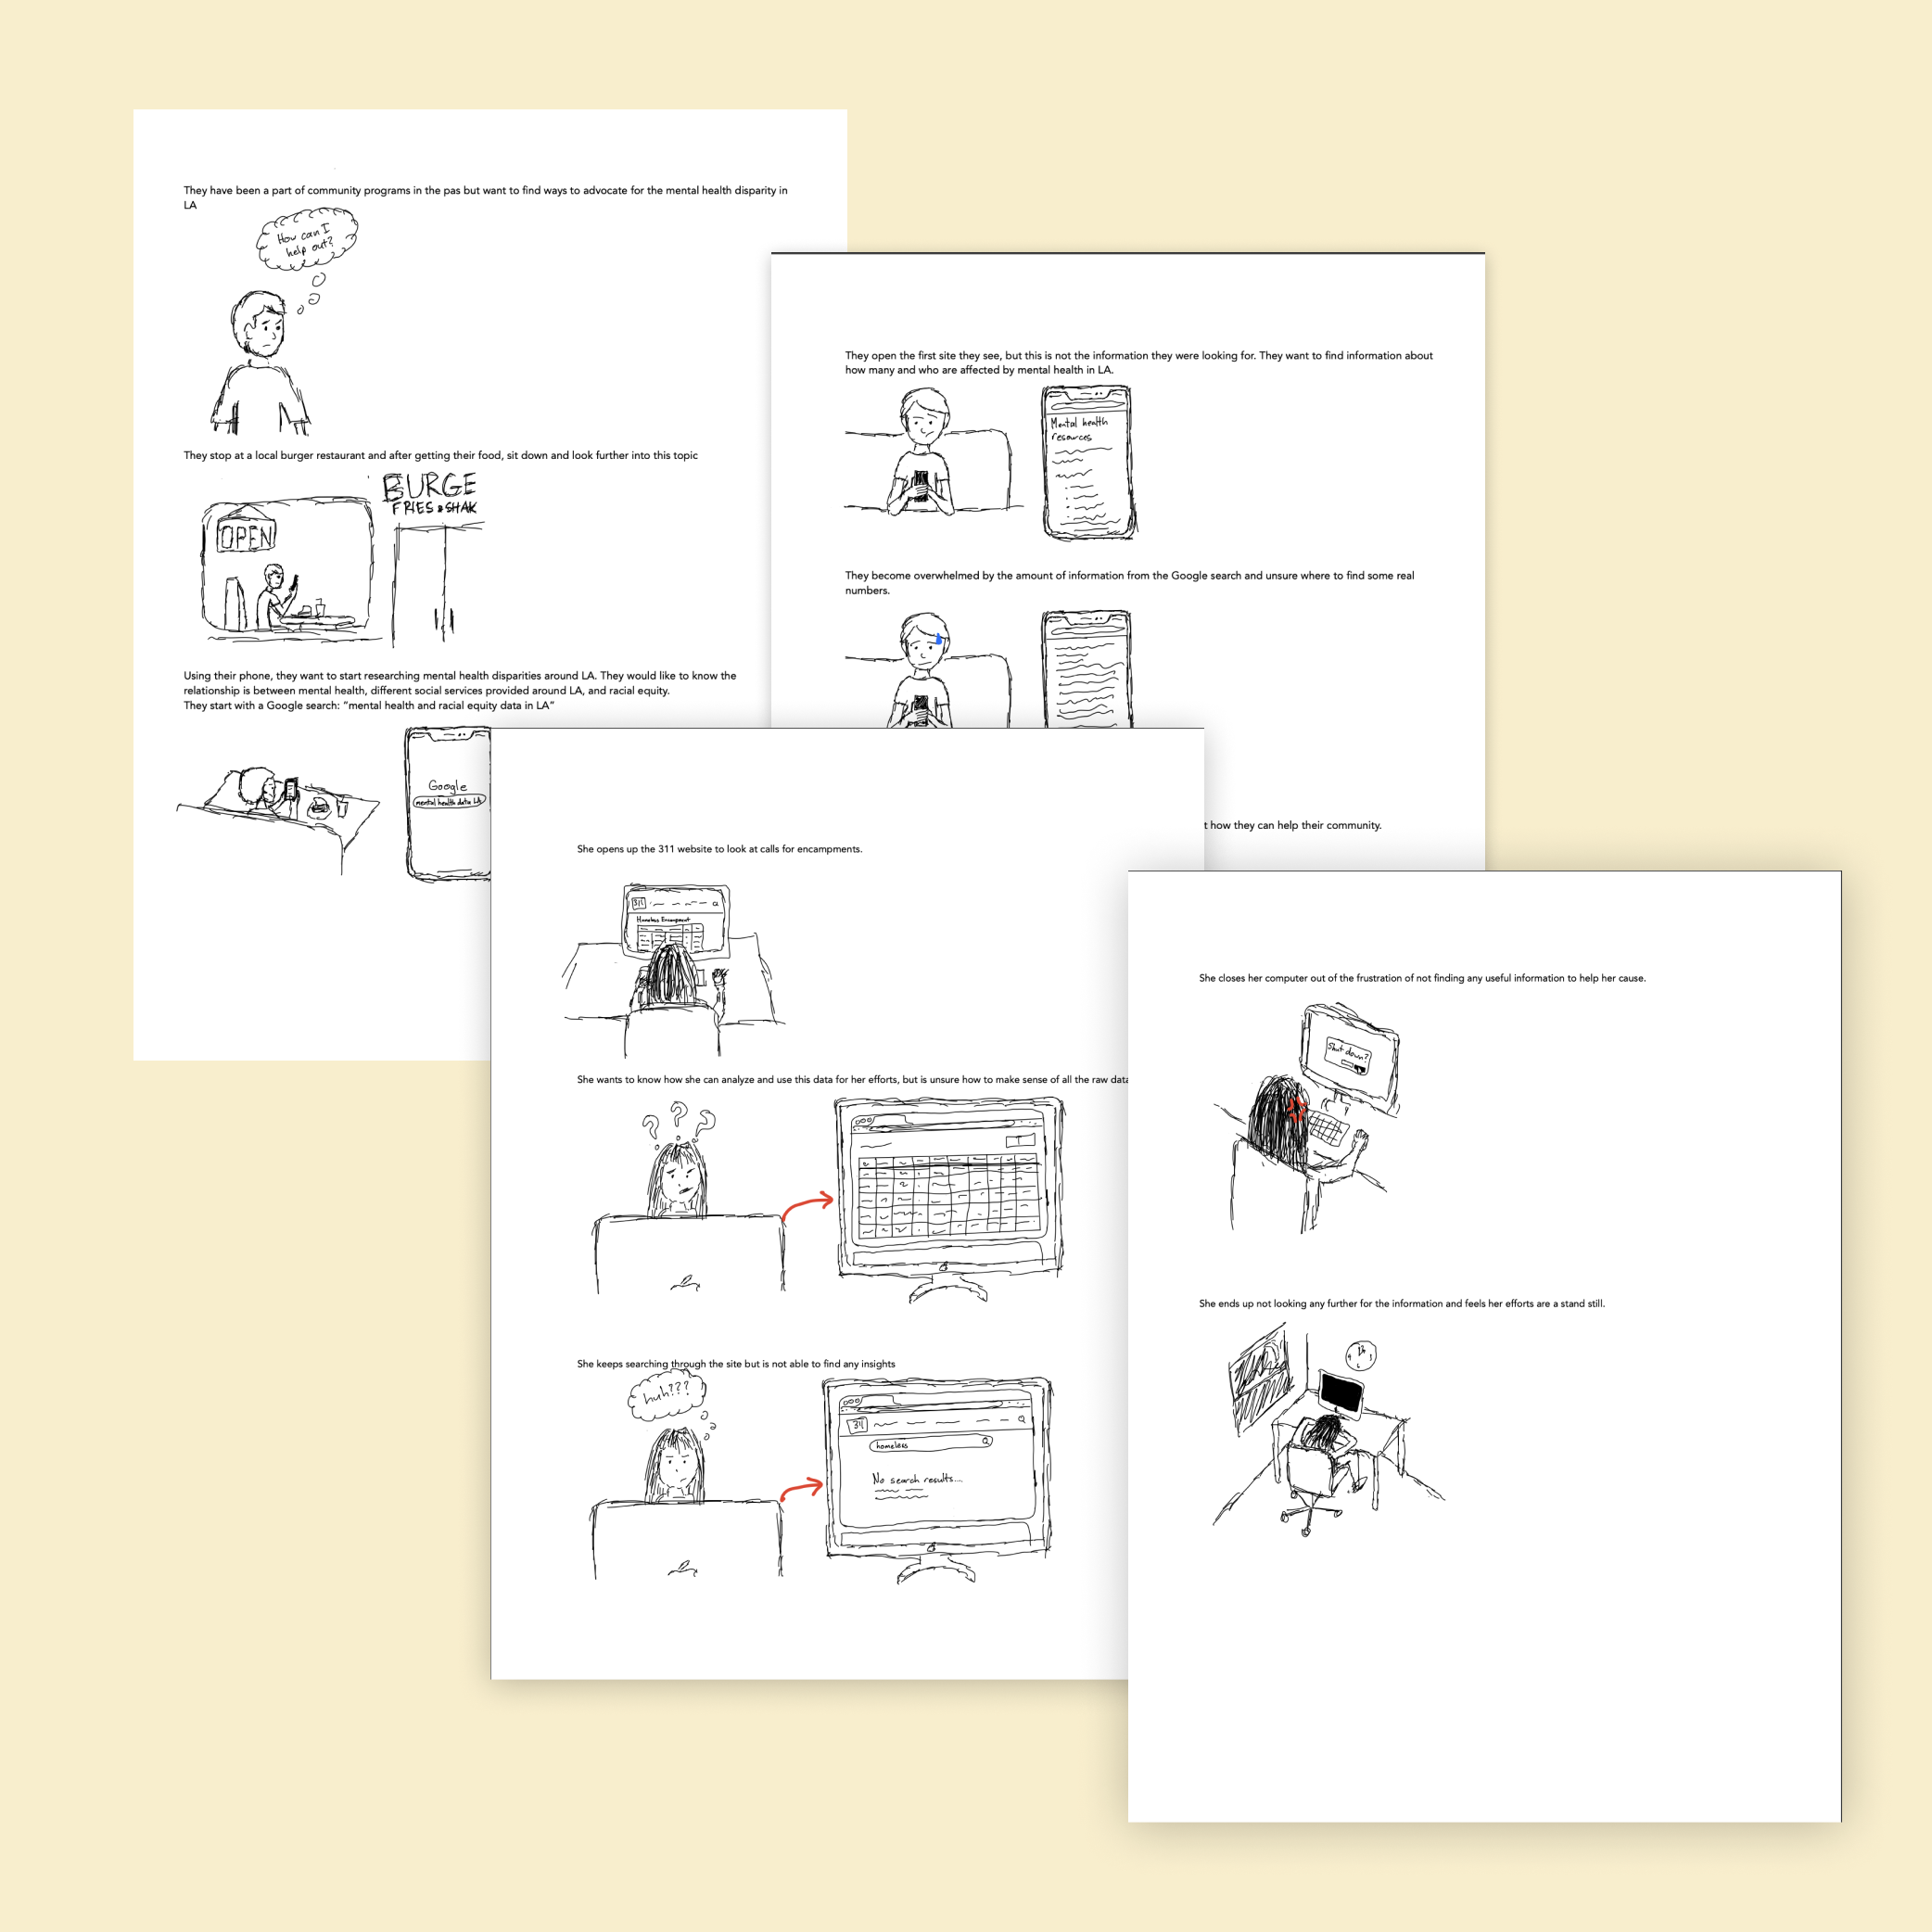 They have been a part of community programs in the pas but want to find ways to advocate for the mental health disparity in
LA
How can I
help out?
They stop at a local burger restaurant and after getting their food, sit down and look further into this topic
BURGE
FRIES & SHAK
OPEN
Using their phone, they want to start researching mental health disparities around LA. They would like to know the
relationship is between mental health, different social services provided around LA, and racial equity.
They start with a Google search: “mental health and racial equity data in LA”
Google
mental health data LA
They open the first site they see, but this is not the information they were looking for. They want to find information about
how many and who are affected by mental health in LA.
Mental health
resources
They become overwhelmed by the amount of information from the Google search and unsure where to find some real
numbers.
t how they can help their community.
She opens up the 311 website to look at calls for encampments.
311
Homeless Encampment
She wants to know how she can analyze and use this data for her efforts, but is unsure how to make sense of all the raw data
? ? ?
She keeps searching through the site but is not able to find any insights
huh???
311
homeless
No search results....
She closes her computer out of the frustration of not finding any useful information to help her cause.
Shut down?
She ends up not looking any further for the information and feels her efforts are a stand still.